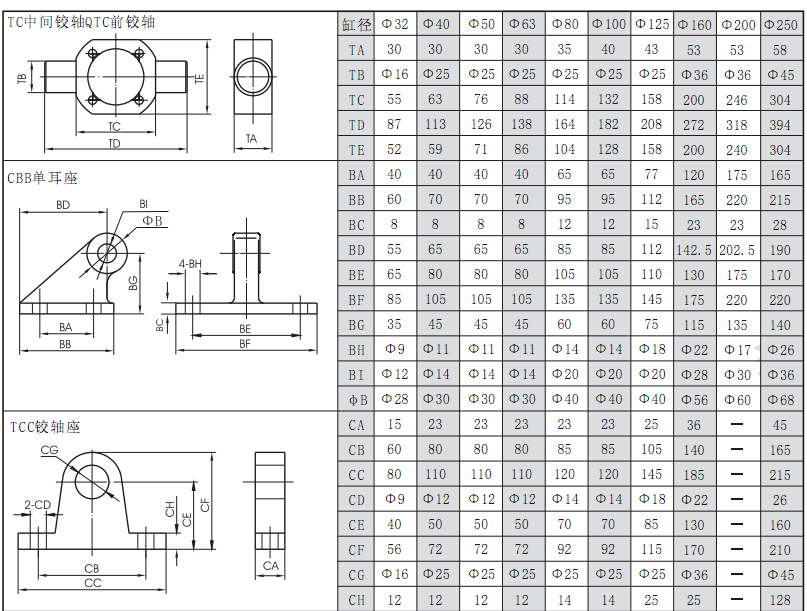 TC中间铰轴QTC前铰轴
TB
TE
TC
TD
TA
CBB单耳座
BD
BI
ΦB
4-BH
BG
BC
BA
BB
BE
BF
TCC铰轴座
CG
2-CD
CH
CE
CF
CB
CC
CA
缸径 Φ32 Φ40 Φ50 Φ63 Φ80 Φ100 Φ125 Φ160 Φ200 Φ250
TA 30 30 30 30 35 40 43 53 53 58
TB Φ16 Φ25 Φ25 Φ25 Φ25 Φ25 Φ25 Φ36 Φ36 Φ45
TC 55 63 76 88 114 132 158 200 246 304
TD 87 113 126 138 164 182 208 272 318 394
TE 52 59 71 86 104 128 158 200 240 304
BA 40 40 40 40 65 65 77 120 175 165
BB 60 70 70 70 95 95 112 165 220 215
BC 8 8 8 8 12 12 15 23 23 28
BD 55 65 65 65 85 85 112 142.5 202.5 190
BE 65 80 80 80 105 105 110 130 175 170
BF 85 105 105 105 135 135 145 175 220 220
BG 35 45 45 45 60 60 75 115 135 140
BH Φ9 Φ11 Φ11 Φ11 Φ14 Φ14 Φ18 Φ22 Φ17 Φ26
BI Φ12 Φ14 Φ14 Φ14 Φ20 Φ20 Φ20 Φ28 Φ30 Φ36
φB Φ28 Φ30 Φ30 Φ30 Φ40 Φ40 Φ40 Φ56 Φ60 Φ68
CA 15 23 23 23 23 23 25 36 — 45
CB 60 80 80 80 85 85 105 140 — 165
CC 80 110 110 110 120 120 145 185 — 215
CD Φ9 Φ12 Φ12 Φ12 Φ14 Φ14 Φ18 Φ22 — 26
CE 40 50 50 50 70 70 85 130 — 160
CF 56 72 72 72 92 92 115 170 — 210
CG Φ16 Φ25 Φ25 Φ25 Φ25 Φ25 Φ25 Φ36 — Φ45
CH 12 12 12 12 14 14 25 25 — 128